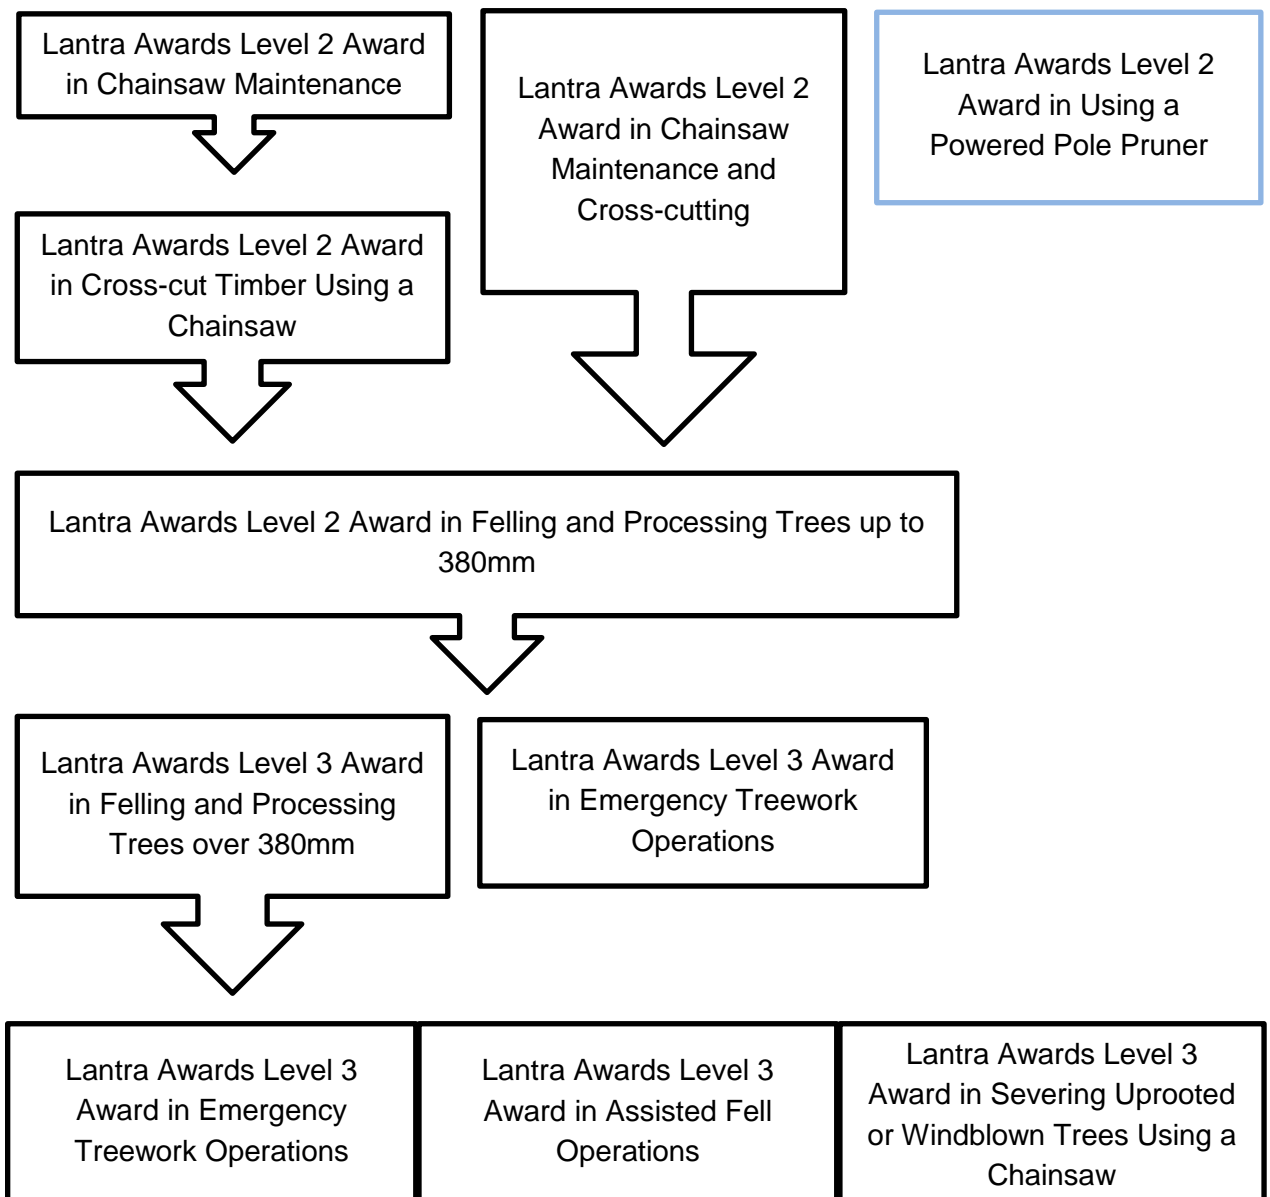 Lantra Awards Level 2 Award
in Chainsaw Maintenance
Lantra Awards Level 2
Award in Chainsaw
Maintenance and
Cross-cutting
Lantra Awards Level 2
Award in Using a
Powered Pole Pruner
Lantra Awards Level 2 Award
in Cross-cut Timber Using a
Chainsaw
Lantra Awards Level 2 Award in Felling and Processing Trees up to
380mm
Lantra Awards Level 3 Award
in Felling and Processing
Trees over 380mm
Lantra Awards Level 3 Award
in Emergency Treework
Operations
Lantra Awards Level 3
Award in Emergency
Treework Operations
Lantra Awards Level 3
Award in Assisted Fell
Operations
Lantra Awards Level 3
Award in Severing Uprooted
or Windblown Trees Using a
Chainsaw